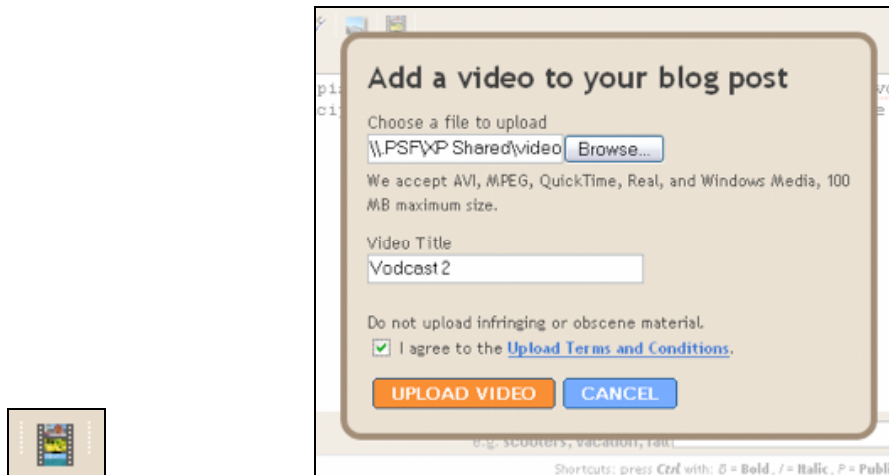 Add a video to your blog post
Choose a file to upload
\\.PSF\XP Shared\video Browse...
We accept AVI, MPEG, QuickTime, Real, and Windows Media, 100
MB maximum size.
Video Title
Vodcast 2
Do not upload infringing or obscene material.
I agree to the Upload Terms and Conditions.
UPLOAD VIDEO CANCEL
e.g. scooters, vacation, fall
Shortcuts: press Ctrl with: B = Bold, I = Italic, P = Publi